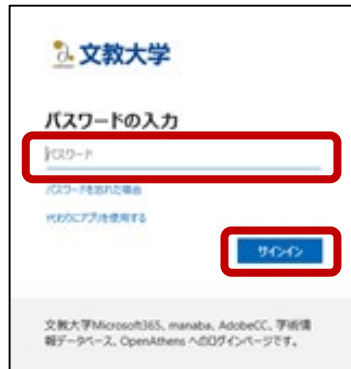 文教大学
パスワードの入力
パスワード
パスワードを忘れた場合
代わりにアプリを使用する
サインイン
文教大学Microsoft365、manaba、AdobeCC、学術情
報データベース、OpenAthens へのログインページです。